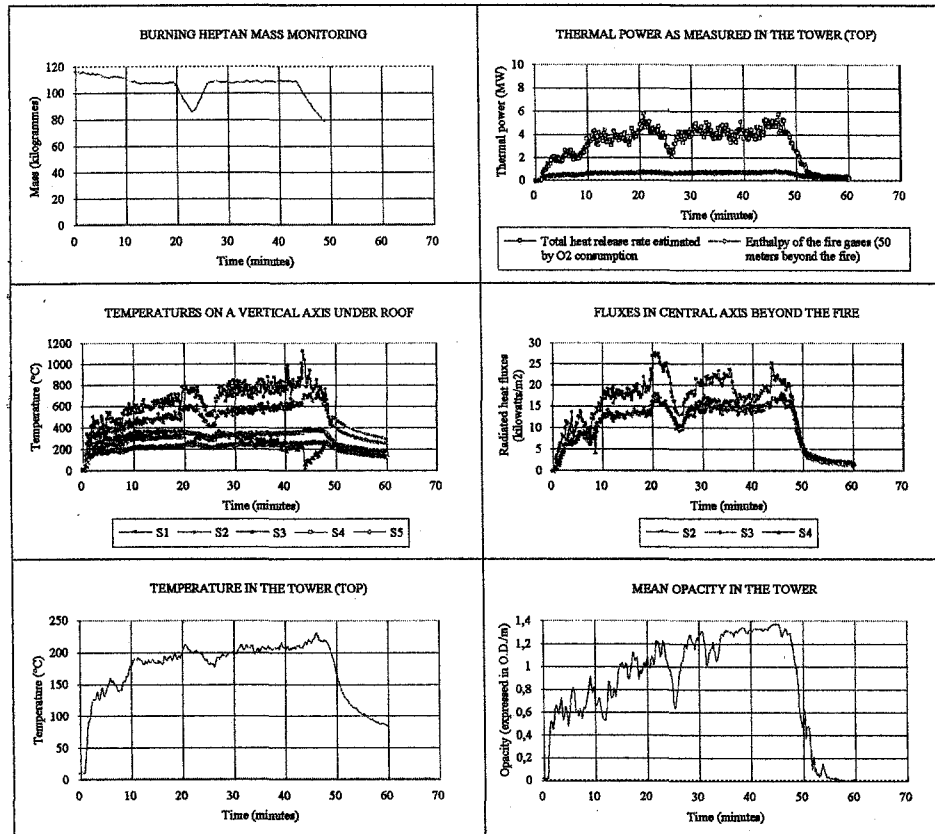 BURNING HEPTAN MASS MONITORING
Mass (kilogrammes)
120
100
80
60
40
20
0
0 10 20 30 40 50 60 70
Time (minutes)
THERMAL POWER AS MEASURED IN THE TOWER (TOP)
Thermal power (MW)
10
8
6
4
2
0
0 10 20 30 40 50 60 70
Time (minutes)
Total heat release rate estimated
by O2 consumption
Enthalpy of the fire gases (50
meters beyond the fire)
TEMPERATURES ON A VERTICAL AXIS UNDER ROOF
Temperature (°C)
1200
1000
800
600
400
200
0
0 10 20 30 40 50 60 70
Time (minutes)
S1 S2 S3 S4 S5
FLUXES IN CENTRAL AXIS BEYOND THE FIRE
Radiated heat fluxes
(kilowatts/m2)
30
25
20
15
10
5
0
0 10 20 30 40 50 60 70
Time (minutes)
S2 S3 S4
TEMPERATURE IN THE TOWER (TOP)
Temperature (°C)
250
200
150
100
50
0
0 10 20 30 40 50 60 70
Time (minutes)
MEAN OPACITY IN THE TOWER
Opacity (expressed in O.D./m)
1,4
1,2
1
0,8
0,6
0,4
0,2
0
0 10 20 30 40 50 60 70
Time (minutes)